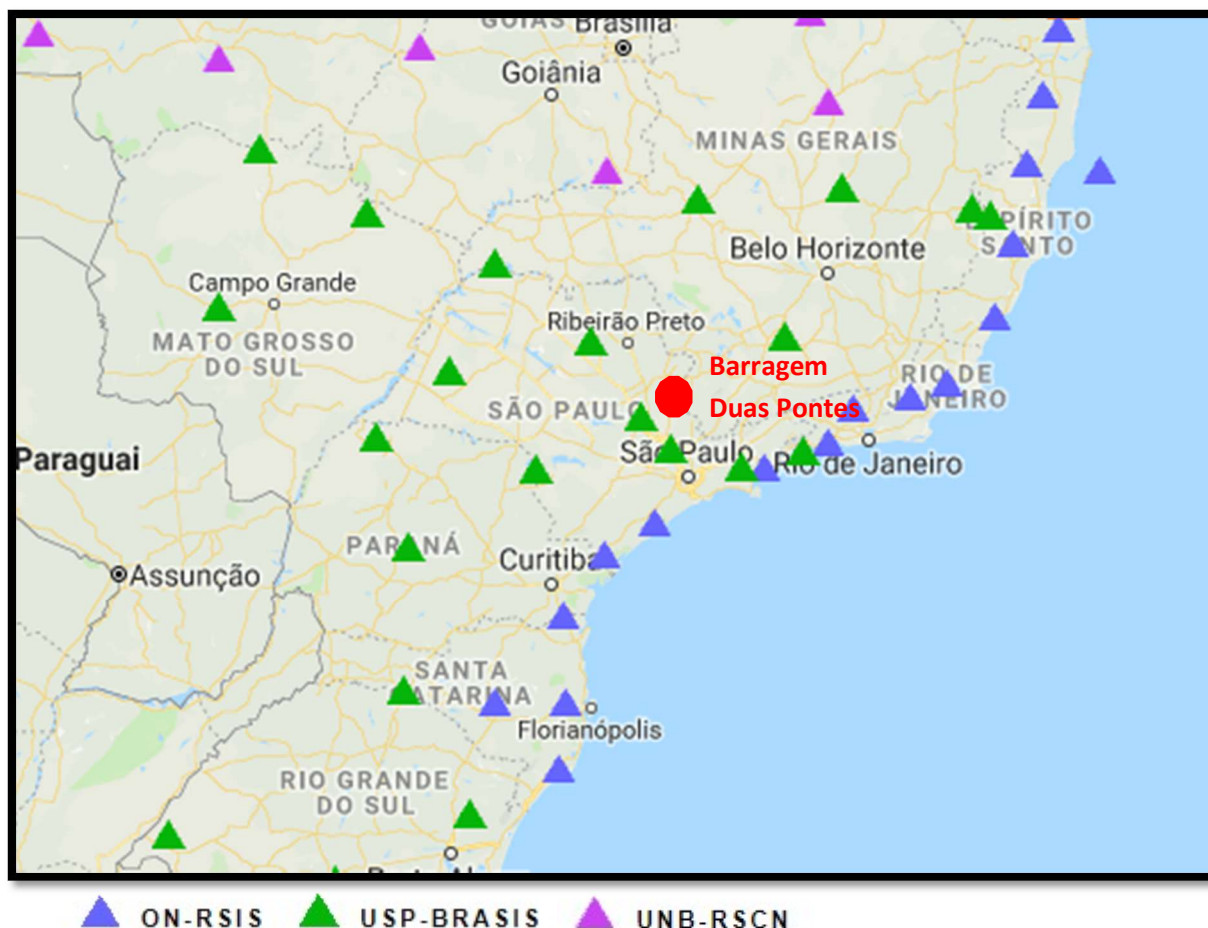 GOIÁS
Brasília
Goiânia
MINAS GERAIS
ESPÍRITO
SANTO
Belo Horizonte
Campo Grande
MATO GROSSO
DO SUL
Ribeirão Preto
Barragem
Duas Pontes
RIO DE
JANEIRO
SÃO PAULO
São Paulo
Rio de Janeiro
Paraguai
PARANÁ
Curitiba
Assunção
SANTA
CATARINA
Florianópolis
RIO GRANDE
DO SUL
ON-RSIS USP-BRASIS UNB-RSCN